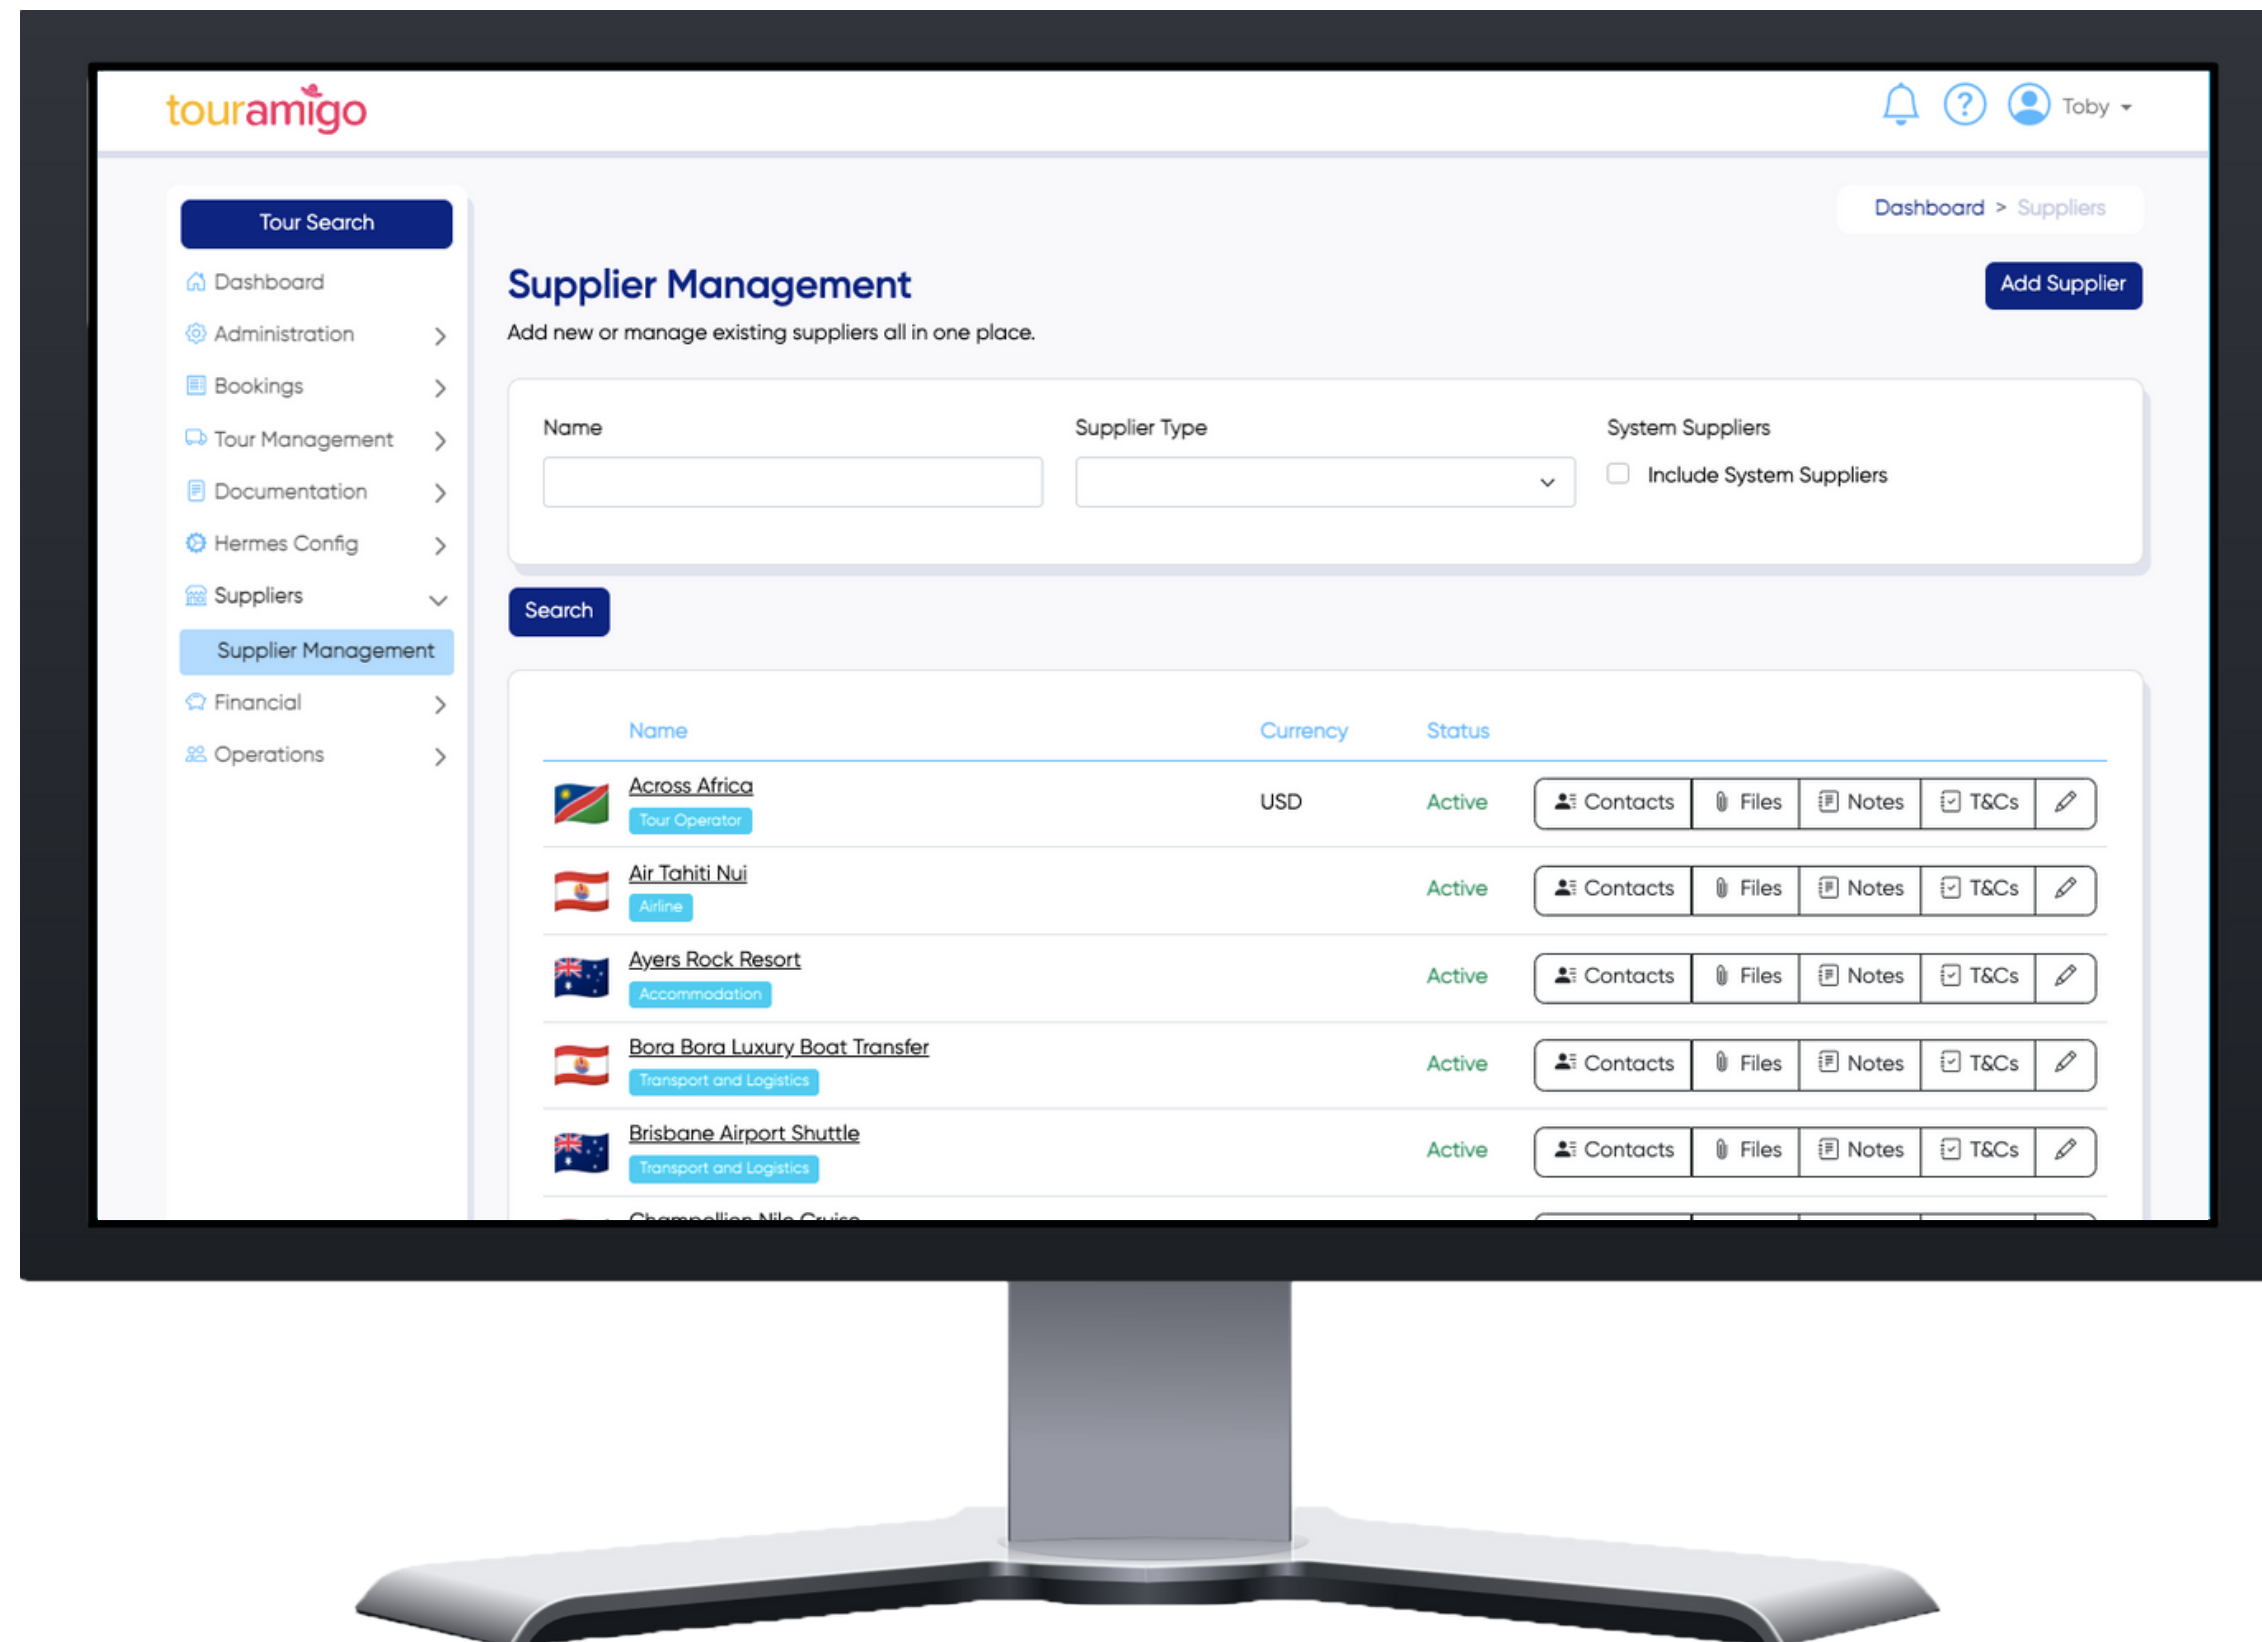 touramigo
Toby
Tour Search
Dashboard
Administration
Bookings
Tour Management
Documentation
Hermes Config
Suppliers
Supplier Management
Financial
Operations
Dashboard > Suppliers
Supplier Management
Add Supplier
Add new or manage existing suppliers all in one place.
Name Supplier Type System Suppliers
Include System Suppliers
Search
Name Currency Status
Across Africa
Tour Operator
USD Active Contacts Files Notes T&Cs
Air Tahiti Nui
Airline
Active Contacts Files Notes T&Cs
Ayers Rock Resort
Accommodation
Active Contacts Files Notes T&Cs
Bora Bora Luxury Boat Transfer
Transport and Logistics
Active Contacts Files Notes T&Cs
Brisbane Airport Shuttle
Transport and Logistics
Active Contacts Files Notes T&Cs
Champollion Nile Cruise